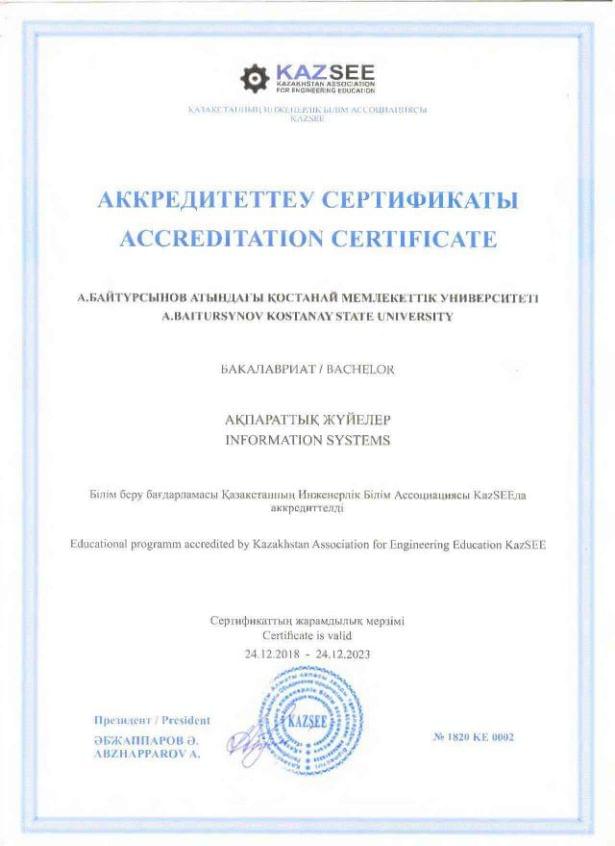 KAZSEE
KAZAKHSTAN ASSOCIATION
FOR ENGINEERING EDUCATION
ҚАЗАҚСТАННЫҢ ИНЖЕНЕРЛІК БІЛІМ АССОЦИАЦИЯСЫ
KAZSEE
АККРЕДИТЕТТЕУ СЕРТИФИКАТЫ
ACCREDITATION CERTIFICATE
А.БАЙТҰРСЫНОВ АТЫНДАҒЫ ҚОСТАНАЙ МЕМЛЕКЕТТІК УНИВЕРСИТЕТІ
A.BAITURSYNOV KOSTANAY STATE UNIVERSITY
БАКАЛАВРИАТ / BACHELOR
АҚПАРАТТЫҚ ЖҮЙЕЛЕР
INFORMATION SYSTEMS
Білім беру бағдарламасы Қазақстанның Инженерлік Білім Ассоциациясы KazSEEда
аккредиттелді
Educational programm accredited by Kazakhstan Association for Engineering Education KazSEE
Сертификаттың жарамдылық мерзімі
Certificate is valid
24.12.2018 - 24.12.2023
Президент / President
ӘБЖАППАРОВ Ә.
ABZHAPPAROV A.
KAZSEE
№ 1820 KE 0002